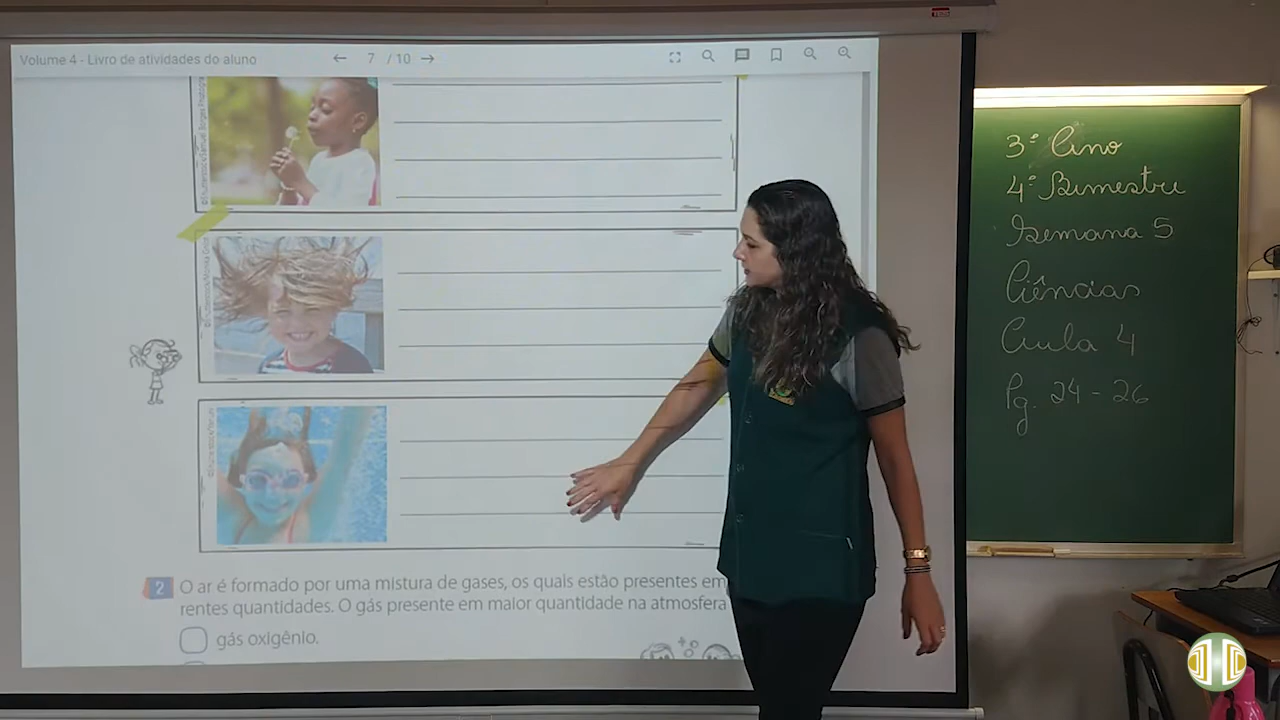 Volume 4 - Livro de atividades do aluno
7 / 10
2 O ar é formado por uma mistura de gases, os quais estão presentes em
rentes quantidades. O gás presente em maior quantidade na atmosfera
gás oxigênio.
3º Ano
4º Bimestre
Semana 5
Ciências
Aula 4
Pg. 24 - 26